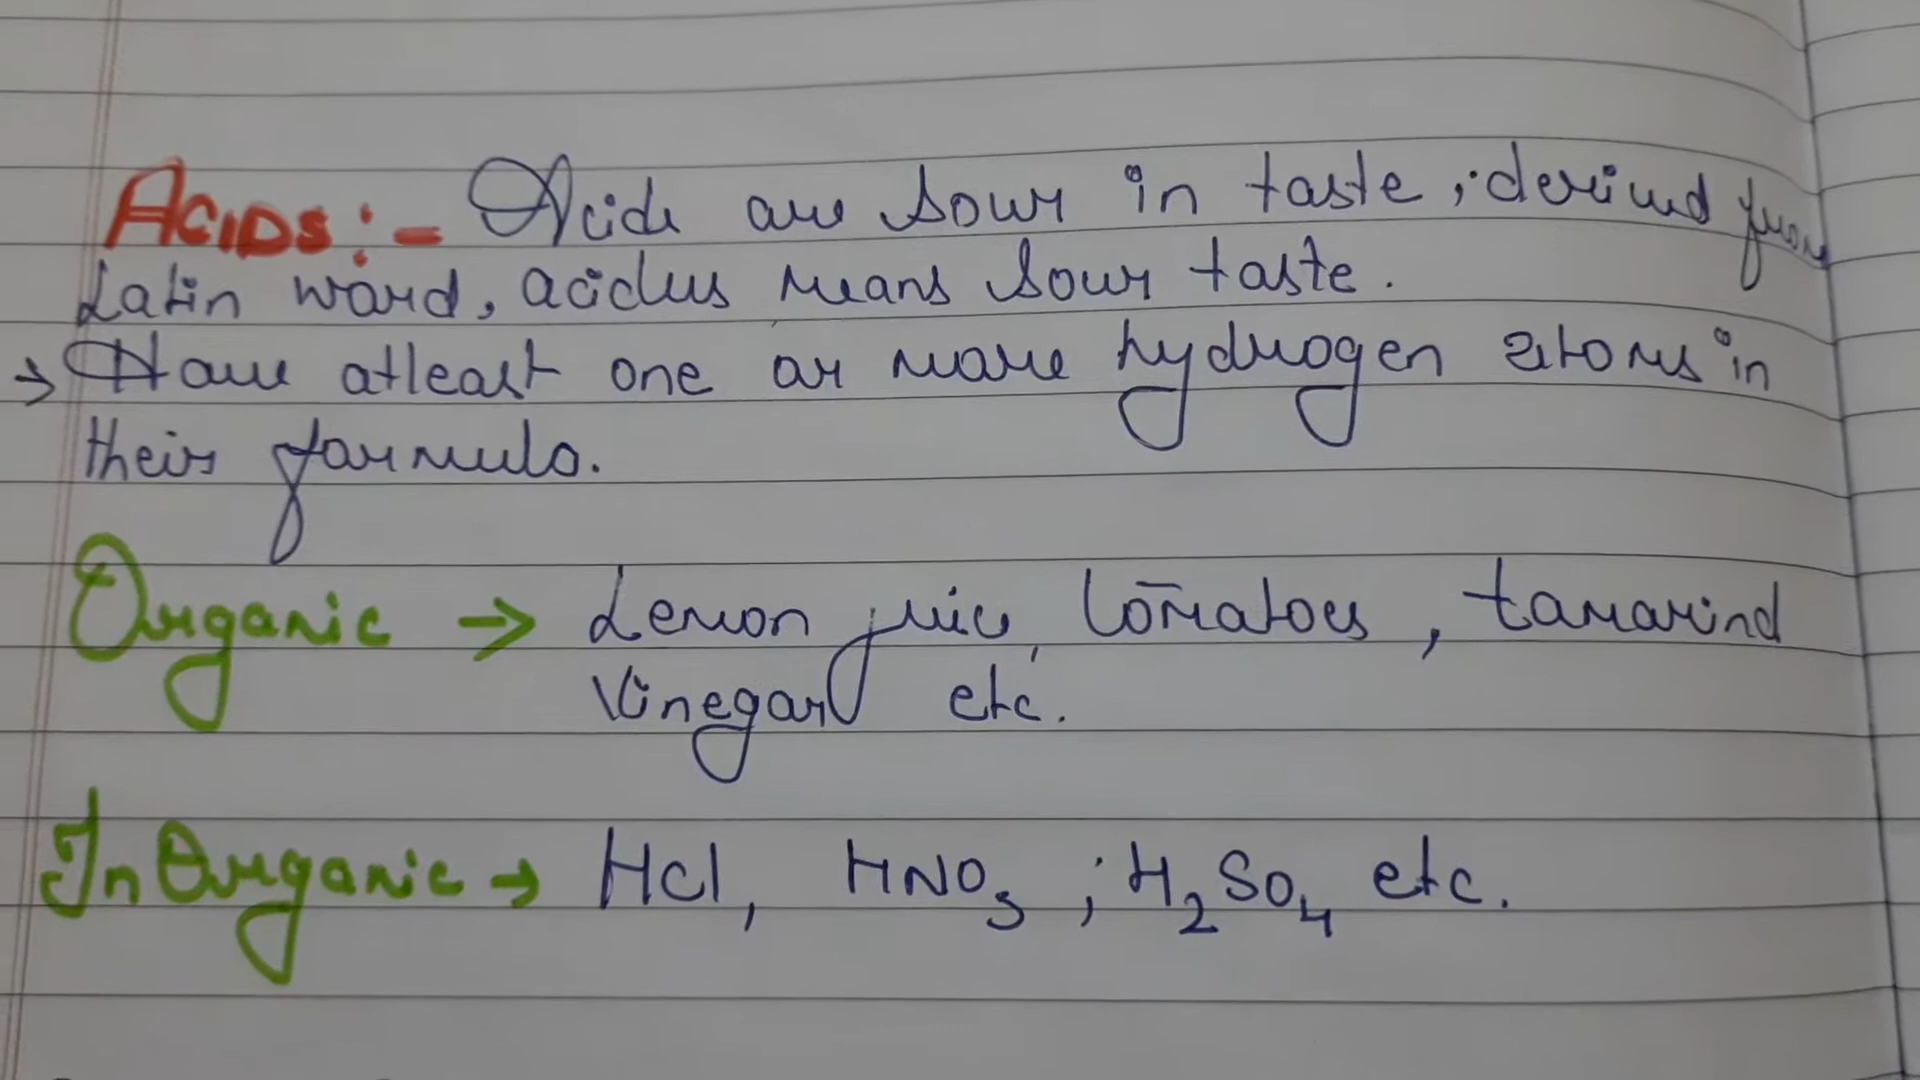 ACIDS:- Acids are sour in taste, derived from
Latin word, acidus means sour taste.
→ Have atleast one or more hydrogen atoms in
their formula.
Organic → Lemon juice, tomatoes, tamarind
Vinegar etc.
InOrganic → HCl, HNO₃, H₂SO₄ etc.